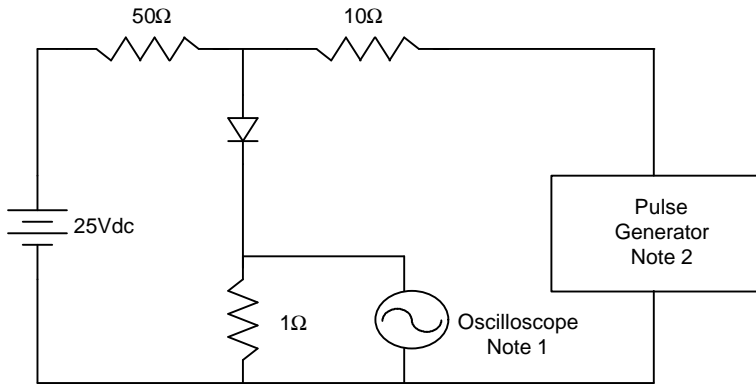 50Ω
10Ω
25Vdc
Pulse
Generator
Note 2
1Ω
Oscilloscope
Note 1